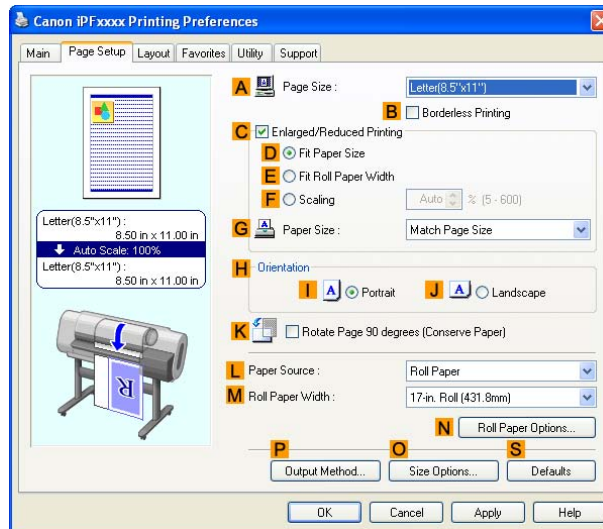 Canon iPFxxxx Printing Preferences
Main Page Setup Layout Favorites Utility Support
A Page Size : Letter(8.5"x11")
B Borderless Printing
C Enlarged/Reduced Printing
D Fit Paper Size
E Fit Roll Paper Width
F Scaling Auto % (5 - 600)
G A Paper Size : Match Page Size
Letter(8.5"x11") :
8.50 in x 11.00 in
Auto Scale: 100%
Letter(8.5"x11") :
8.50 in x 11.00 in
H Orientation
I A Portrait J A Landscape
K Rotate Page 90 degrees (Conserve Paper)
R
L Paper Source : Roll Paper
M Roll Paper Width : 17-in. Roll (431.8mm)
N Roll Paper Options...
P O S
Output Method... Size Options... Defaults
OK Cancel Apply Help